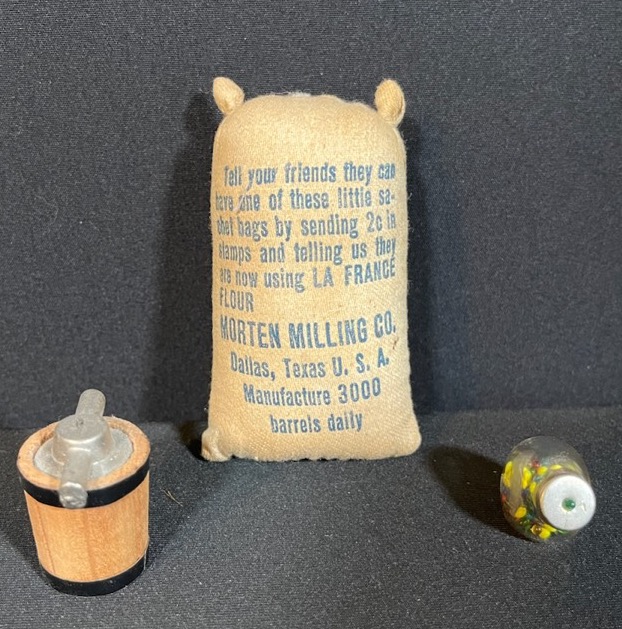 Tell your friends they can
have one of these little sa-
chet bags by sending 2c in
stamps and telling us they
are now using LA FRANCE
FLOUR
MORTEN MILLING CO.
Dallas, Texas U. S. A.
Manufacture 3000
barrels daily